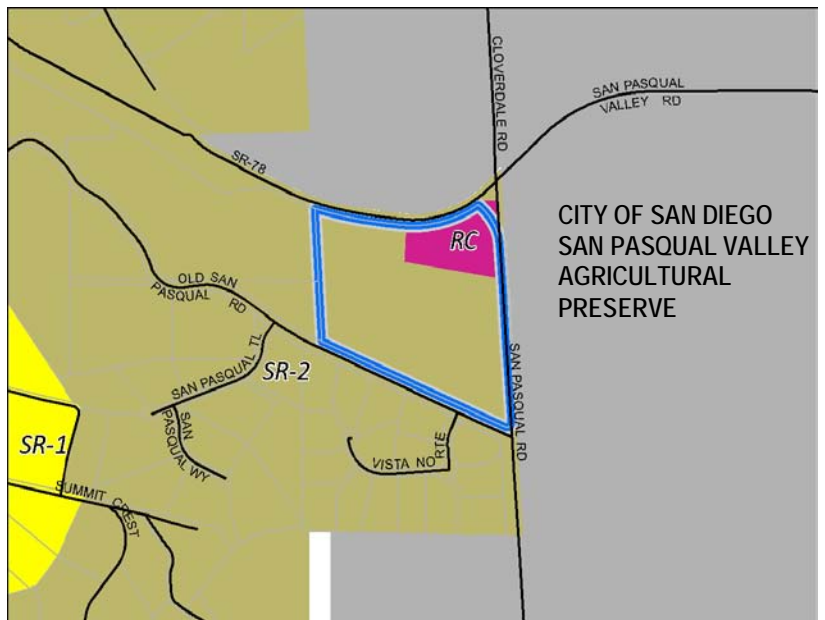 CLOVERDALE RD
SAN PASQUAL
VALLEY RD
SR-78
CITY OF SAN DIEGO
SAN PASQUAL VALLEY
AGRICULTURAL
PRESERVE
RC
OLD SAN
PASQUAL RD
SAN PASQUAL TL
SR-2
SAN PASQUAL RD
SAN
PASQUAL WY
SR-1
VISTA NORTE
SUMMIT CREST